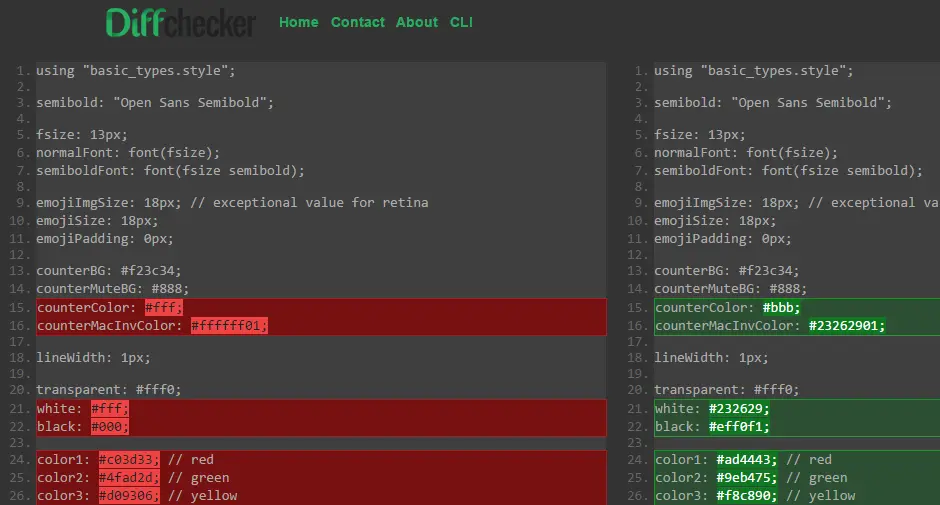 Diffchecker Home Contact About CLI
1. using "basic_types.style";
2.
3. semibold: "Open Sans Semibold";
4.
5. fsize: 13px;
6. normalFont: font(fsize);
7. semiboldFont: font(fsize semibold);
8.
9. emojiImgSize: 18px; // exceptional value for retina
10. emojiSize: 18px;
11. emojiPadding: 0px;
12.
13. counterBG: #f23c34;
14. counterMuteBG: #888;
15. counterColor: #fff;
16. counterMacInvColor: #ffffff01;
17.
18. lineWidth: 1px;
19.
20. transparent: #fff0;
21. white: #fff;
22. black: #000;
23.
24. color1: #c03d33; // red
25. color2: #4fad2d; // green
26. color3: #d09306; // yellow
1. using "basic_types.style";
2.
3. semibold: "Open Sans Semibold";
4.
5. fsize: 13px;
6. normalFont: font(fsize);
7. semiboldFont: font(fsize semibold);
8.
9. emojiImgSize: 18px; // exceptional va
10. emojiSize: 18px;
11. emojiPadding: 0px;
12.
13. counterBG: #f23c34;
14. counterMuteBG: #888;
15. counterColor: #bbb;
16. counterMacInvColor: #23262901;
17.
18. lineWidth: 1px;
19.
20. transparent: #fff0;
21. white: #232629;
22. black: #eff0f1;
23.
24. color1: #ad4443; // red
25. color2: #9eb475; // green
26. color3: #f8c890; // yellow